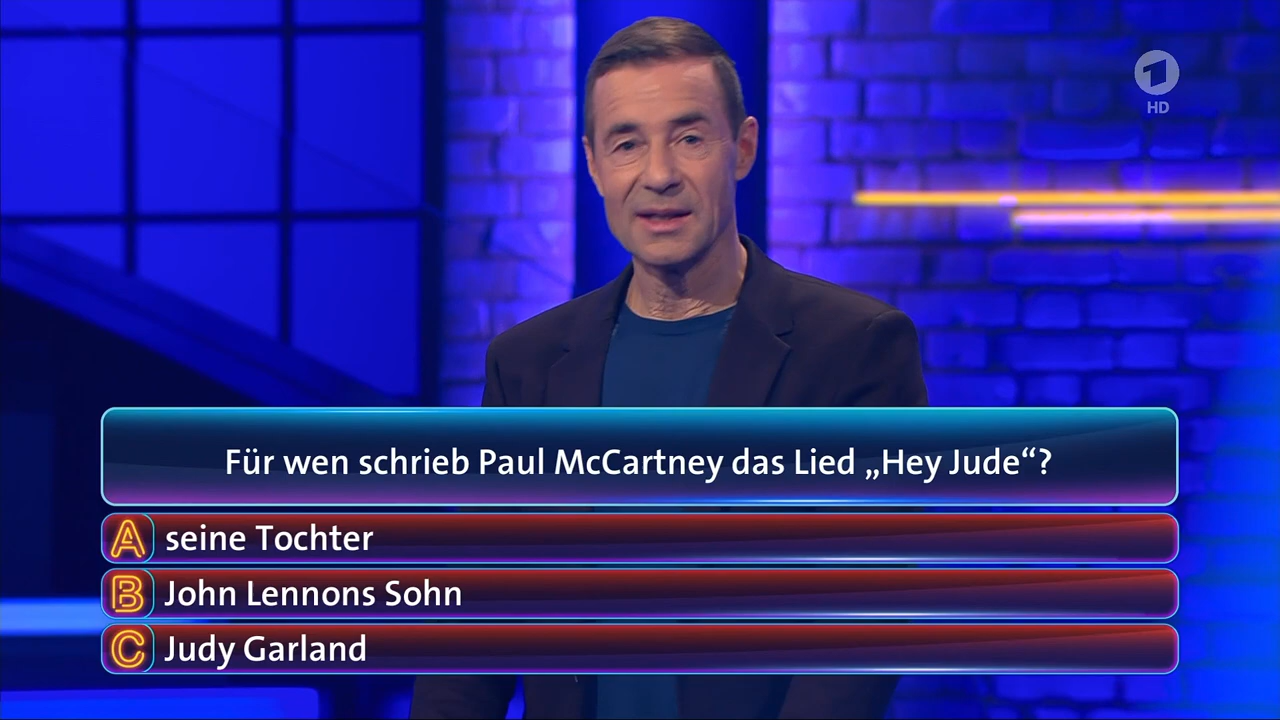 1
HD
Für wen schrieb Paul McCartney das Lied „Hey Jude“?
A seine Tochter
B John Lennons Sohn
C Judy Garland